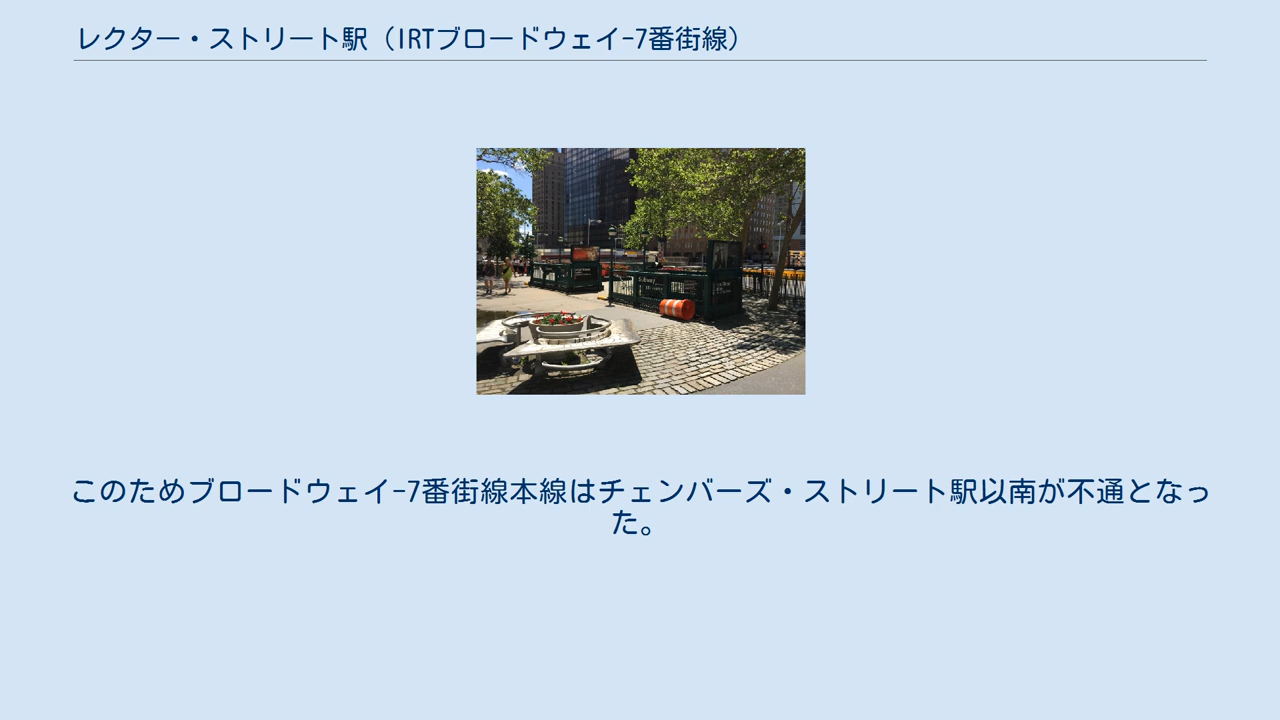 レクター・ストリート駅（IRTブロードウェイ-7番街線）
Subway
このためブロードウェイ-7番街線本線はチェンバーズ・ストリート駅以南が不通となっ
た。